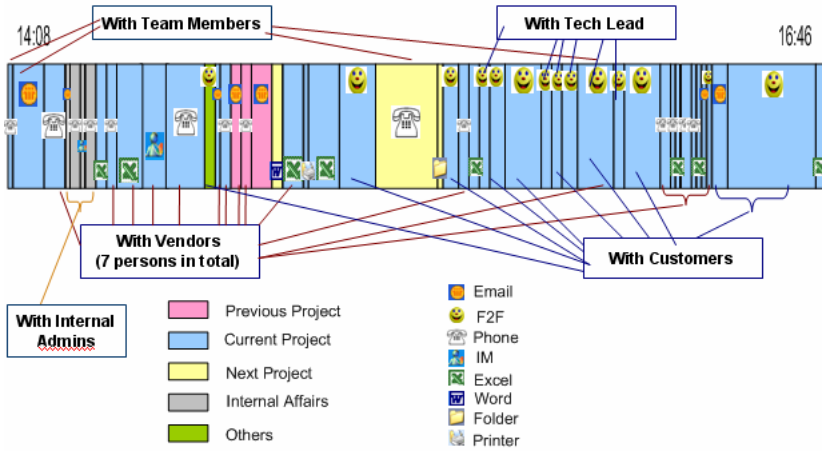 With Team Members
With Tech Lead
14:08
16:46
With Vendors
(7 persons in total)
With Customers
With Internal
Admins
Previous Project
Current Project
Next Project
Internal Affairs
Others
Email
F2F
Phone
IM
Excel
Word
Folder
Printer